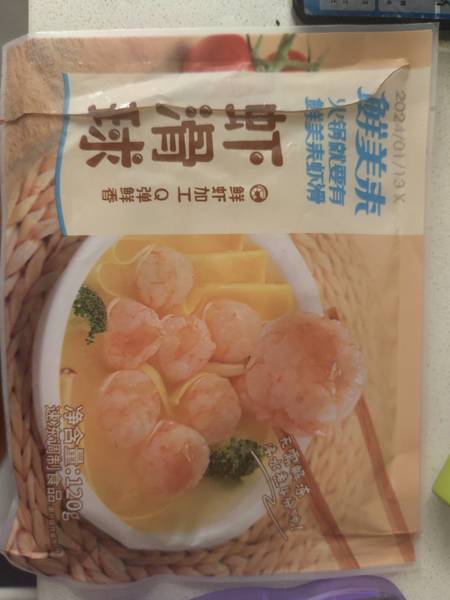 2024/01/13 K
鲜美来
火锅就要有
鲜美来虾滑
虾滑球
鲜虾加工 Q弹鲜香
净含量:120g
速冻调制食品